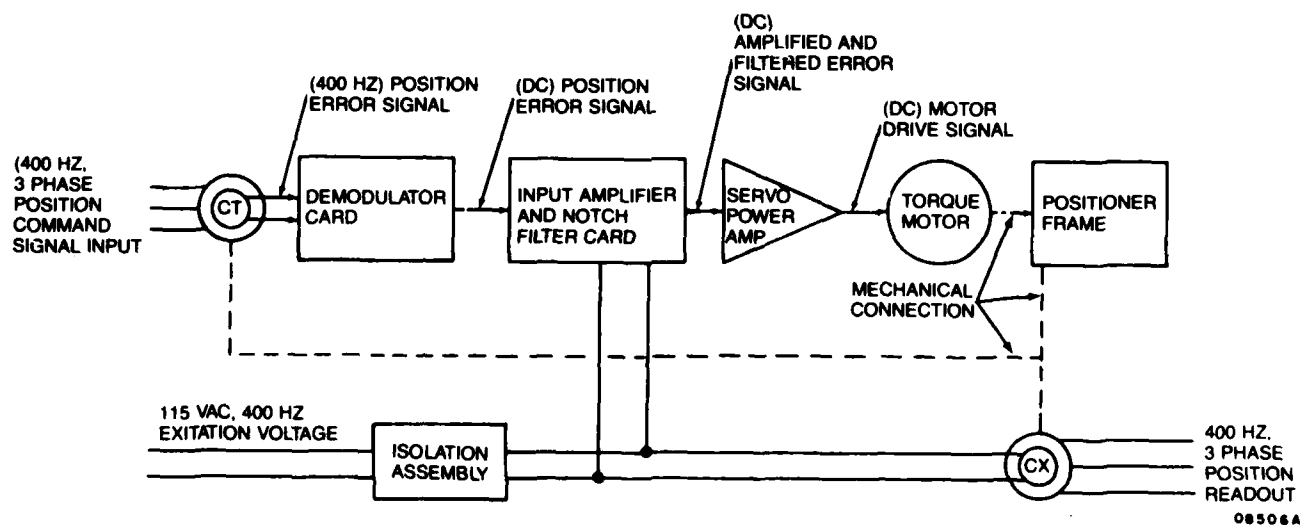 (DC)
AMPLIFIED AND
FILTERED ERROR
SIGNAL
(400 HZ) POSITION
ERROR SIGNAL
(DC) POSITION
ERROR SIGNAL
(DC) MOTOR
DRIVE SIGNAL
(400 HZ,
3 PHASE
POSITION
COMMAND
SIGNAL INPUT
CT
DEMODULATOR
CARD
INPUT AMPLIFIER
AND NOTCH
FILTER CARD
SERVO
POWER
AMP
TORQUE
MOTOR
POSITIONER
FRAME
MECHANICAL
CONNECTION
115 VAC, 400 HZ
EXITATION VOLTAGE
ISOLATION
ASSEMBLY
CX
400 HZ,
3 PHASE
POSITION
READOUT
08506A